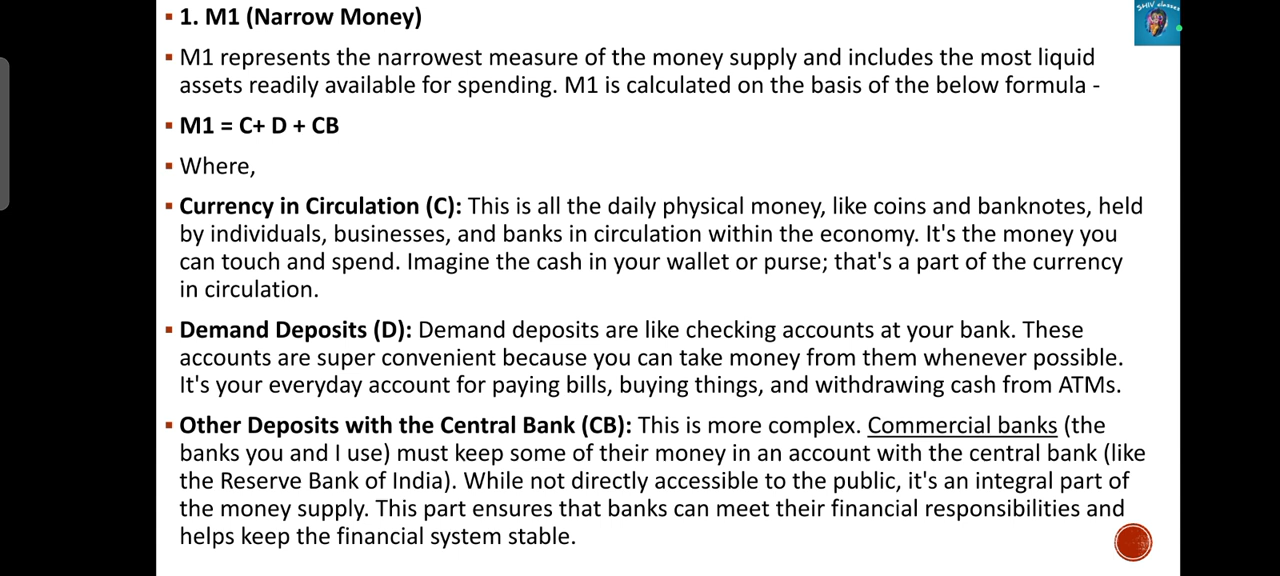 1. M1 (Narrow Money)
SHIV classes
M1 represents the narrowest measure of the money supply and includes the most liquid
assets readily available for spending. M1 is calculated on the basis of the below formula -
M1 = C+ D + CB
Where,
Currency in Circulation (C): This is all the daily physical money, like coins and banknotes, held
by individuals, businesses, and banks in circulation within the economy. It's the money you
can touch and spend. Imagine the cash in your wallet or purse; that's a part of the currency
in circulation.
Demand Deposits (D): Demand deposits are like checking accounts at your bank. These
accounts are super convenient because you can take money from them whenever possible.
It's your everyday account for paying bills, buying things, and withdrawing cash from ATMs.
Other Deposits with the Central Bank (CB): This is more complex. Commercial banks (the
banks you and I use) must keep some of their money in an account with the central bank (like
the Reserve Bank of India). While not directly accessible to the public, it's an integral part of
the money supply. This part ensures that banks can meet their financial responsibilities and
helps keep the financial system stable.